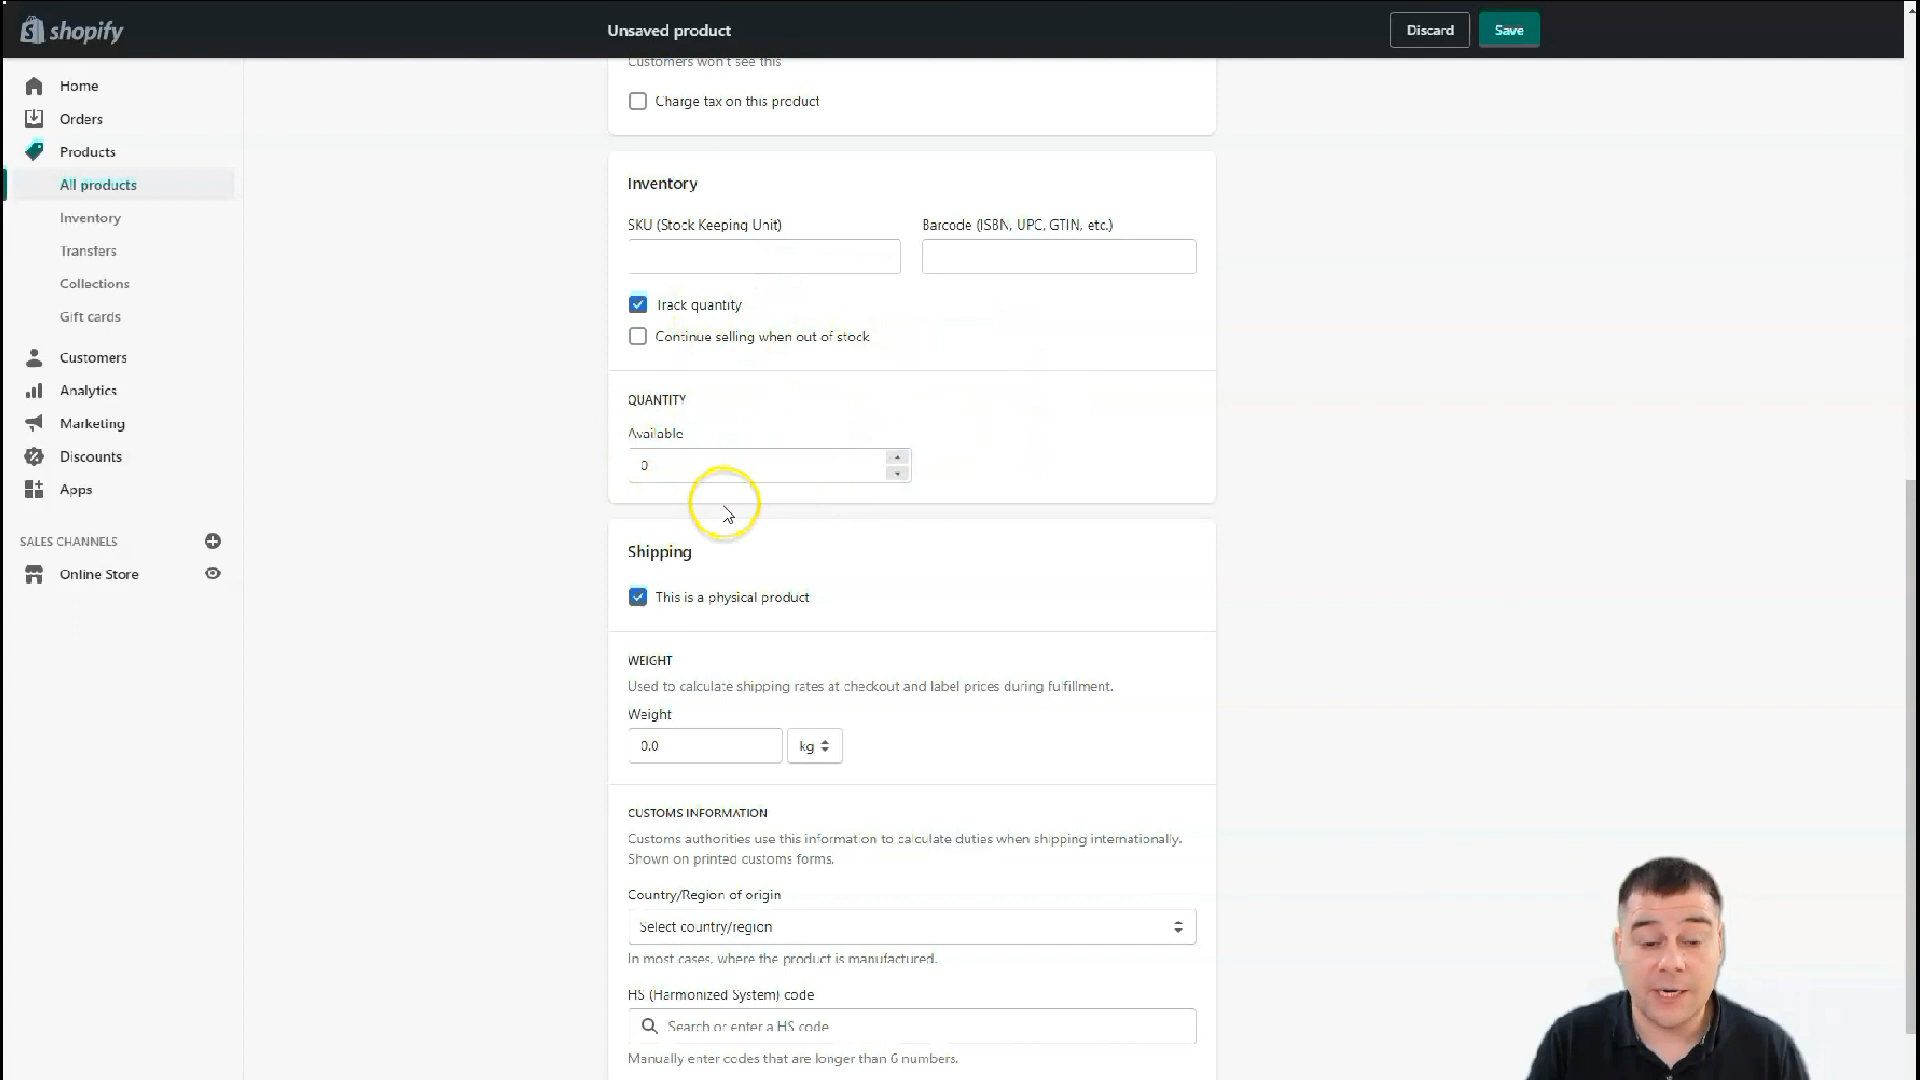 shopify
Unsaved product
Discard
Save
Home
Orders
Products
All products
Inventory
Transfers
Collections
Gift cards
Customers
Analytics
Marketing
Discounts
Apps
SALES CHANNELS
Online Store
Customers won't see this
Charge tax on this product
Inventory
SKU (Stock Keeping Unit)
Barcode (ISBN, UPC, GTIN, etc.)
Track quantity
Continue selling when out of stock
QUANTITY
Available
0
Shipping
This is a physical product
WEIGHT
Used to calculate shipping rates at checkout and label prices during fulfillment.
Weight
0.0
kg
CUSTOMS INFORMATION
Customs authorities use this information to calculate duties when shipping internationally.
Shown on printed customs forms.
Country/Region of origin
Select country/region
In most cases, where the product is manufactured.
HS (Harmonized System) code
Search or enter a HS code
Manually enter codes that are longer than 6 numbers.